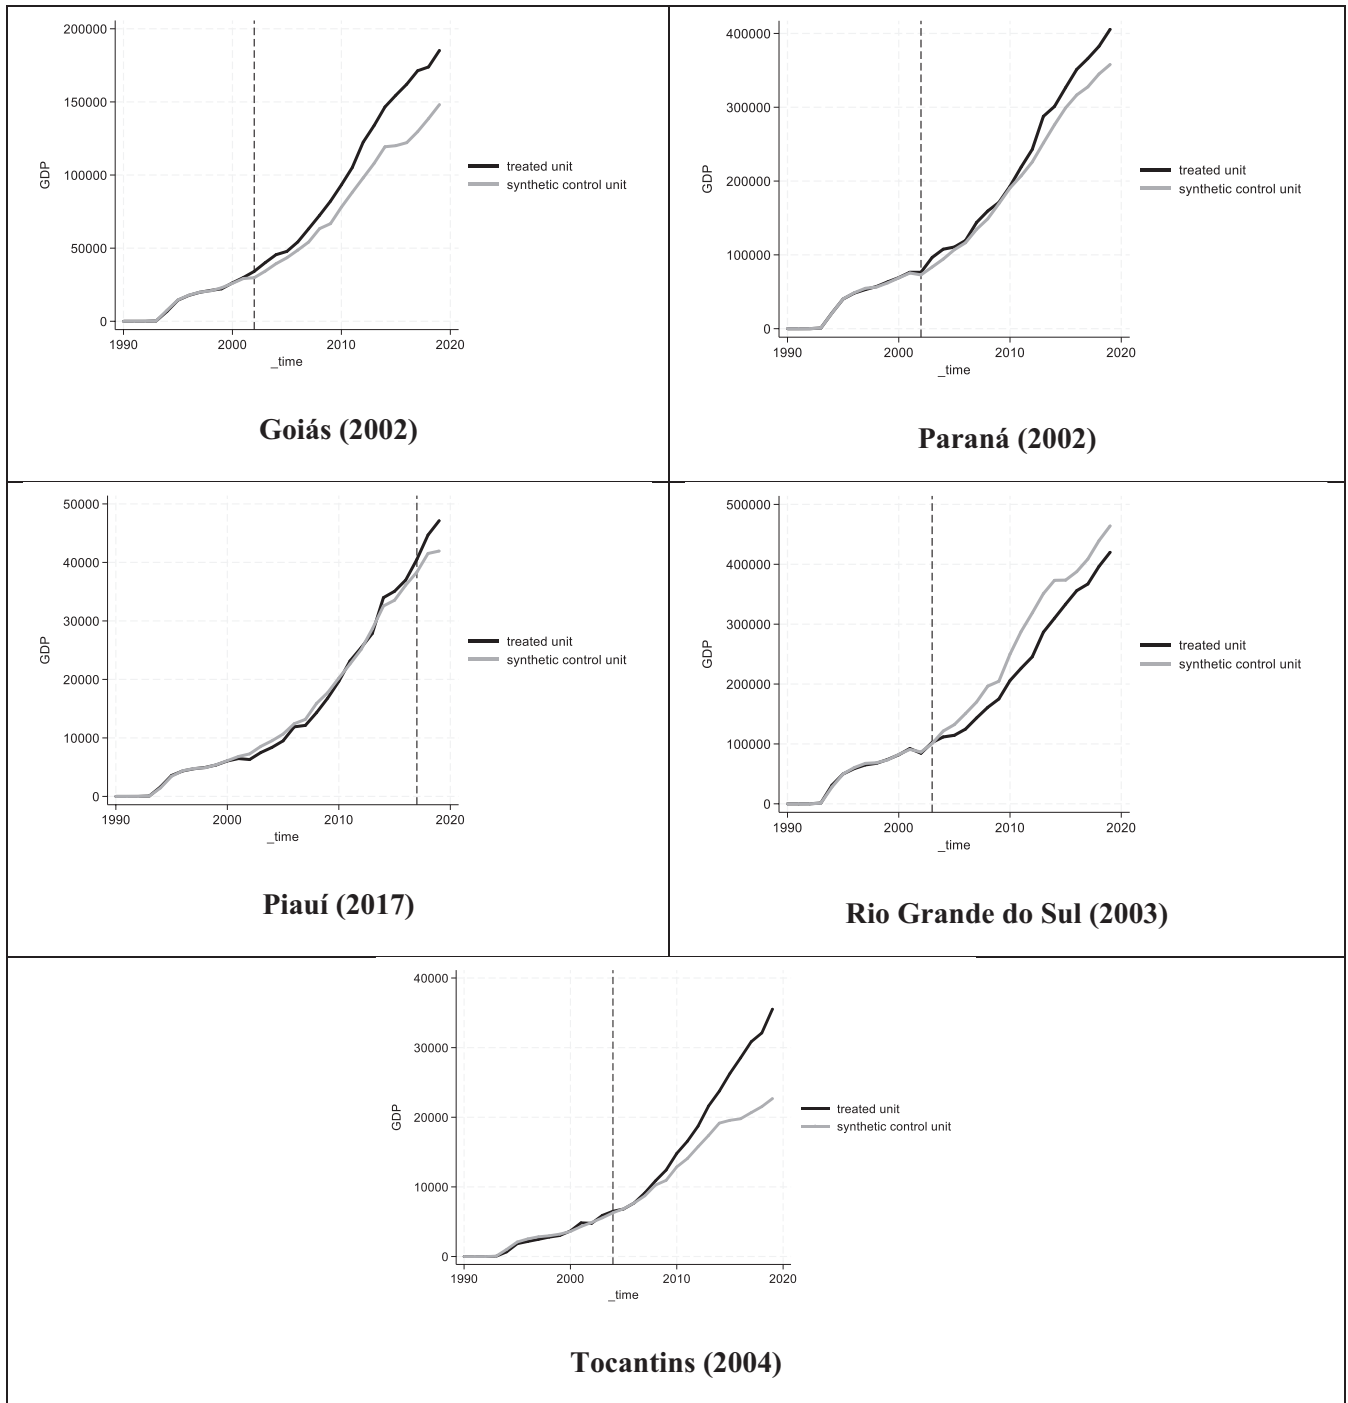 200000
150000
100000
50000
0
GDP
1990 2000 2010 2020
_time
treated unit
synthetic control unit
Goiás (2002)
400000
300000
200000
100000
0
GDP
1990 2000 2010 2020
_time
treated unit
synthetic control unit
Paraná (2002)
50000
40000
30000
20000
10000
0
GDP
1990 2000 2010 2020
_time
treated unit
synthetic control unit
Piauí (2017)
500000
400000
300000
200000
100000
0
GDP
1990 2000 2010 2020
_time
treated unit
synthetic control unit
Rio Grande do Sul (2003)
40000
30000
20000
10000
0
GDP
1990 2000 2010 2020
_time
treated unit
synthetic control unit
Tocantins (2004)